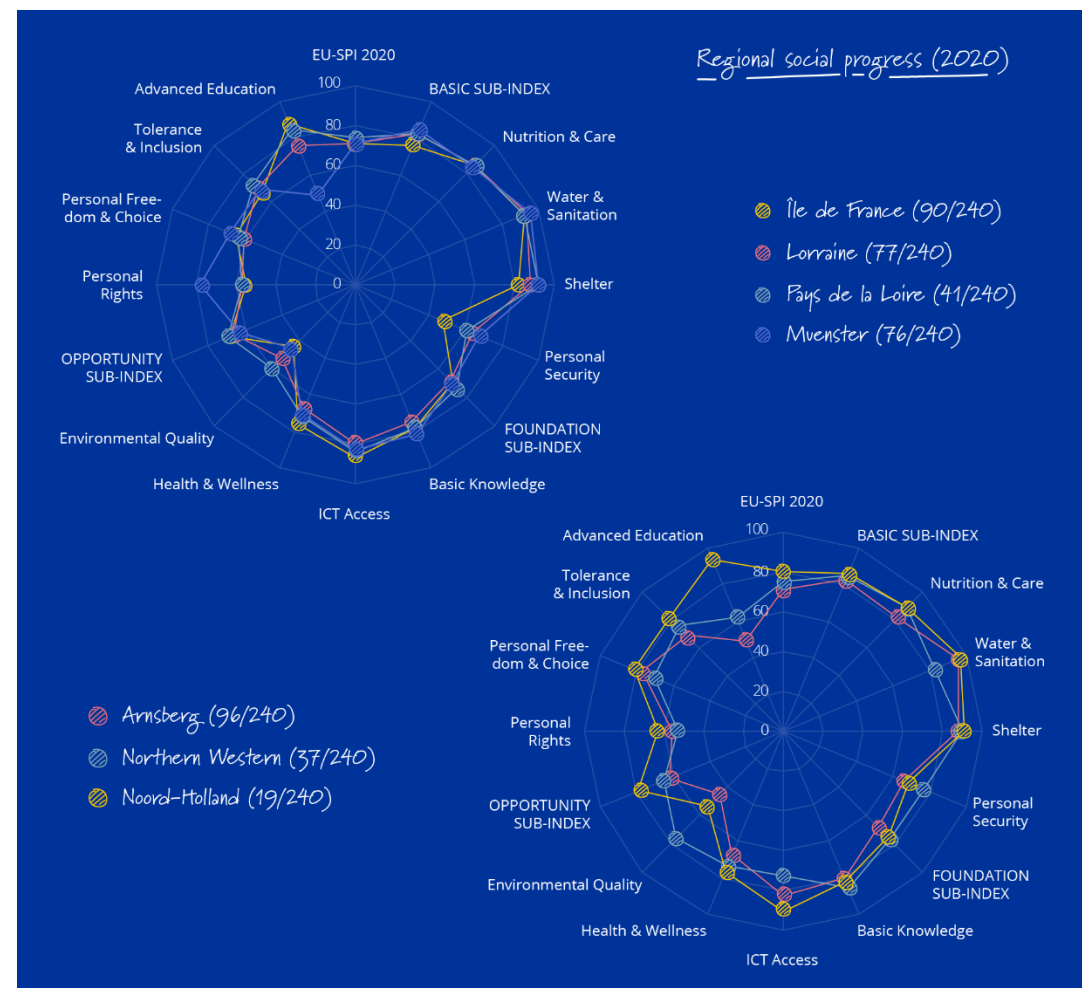 Regional social progress (2020)
EU-SPI 2020
BASIC SUB-INDEX
Nutrition & Care
Water &
Sanitation
Shelter
Personal
Security
FOUNDATION
SUB-INDEX
Basic Knowledge
ICT Access
Health & Wellness
Environmental Quality
OPPORTUNITY
SUB-INDEX
Personal
Rights
Personal Free-
dom & Choice
Tolerance
& Inclusion
Advanced Education
100
80
60
40
20
0
Île de France (90/240)
Lorraine (77/240)
Pays de la Loire (41/240)
Muenster (76/240)
EU-SPI 2020
BASIC SUB-INDEX
Nutrition & Care
Water &
Sanitation
Shelter
Personal
Security
FOUNDATION
SUB-INDEX
Basic Knowledge
ICT Access
Health & Wellness
Environmental Quality
OPPORTUNITY
SUB-INDEX
Personal
Rights
Personal Free-
dom & Choice
Tolerance
& Inclusion
Advanced Education
100
80
60
40
20
0
Arnsberg (96/240)
Northern Western (37/240)
Noord-Holland (19/240)